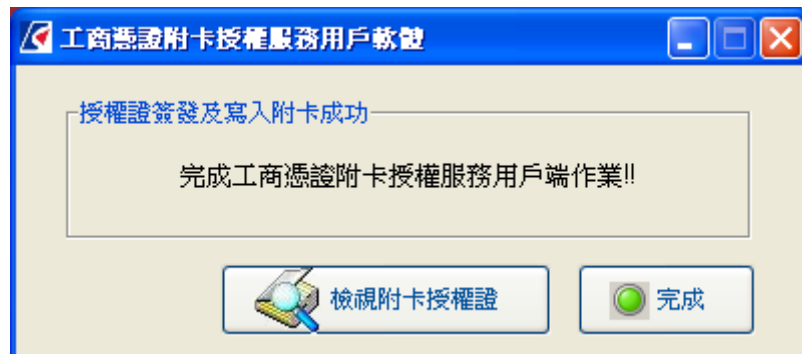 工商憑證附卡授權服務用戶軟體
授權證簽發及寫入附卡成功
完成工商憑證附卡授權服務用戶端作業!!
檢視附卡授權證
完成